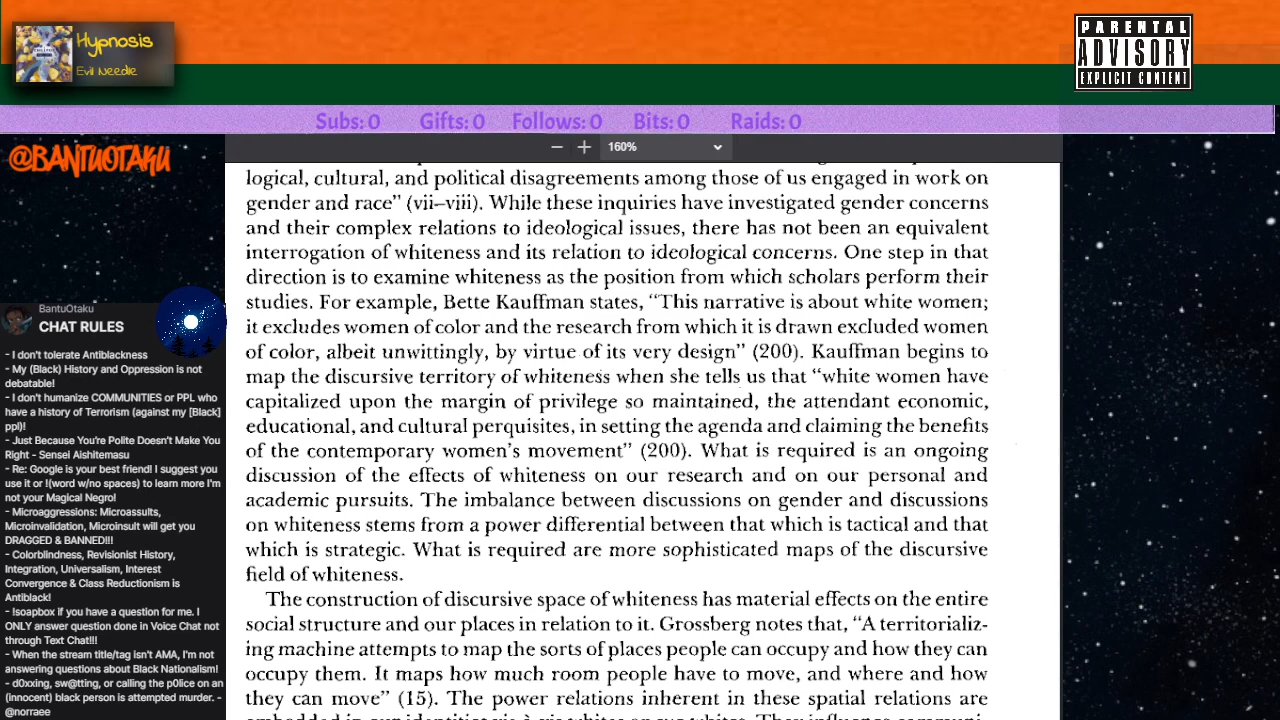 Hypnosis
Evil Needle
PARENTAL
ADVISORY
EXPLICIT CONTENT
Subs: 0 Gifts: 0 Follows: 0 Bits: 0 Raids: 0
@BANTUOTAKU
160%
BantuOtaku
CHAT RULES
- I don't tolerate Antiblackness
- My (Black) History and Oppression is not
debatable!
- I don't humanize COMMUNITIES or PPL who
have a history of Terrorism (against my [Black]
ppl)!
- Just Because You're Polite Doesn't Make You
Right - Sensei Aishitemasu
- Re: Google is your best friend! I suggest you
use it or !(word w/no spaces) to learn more I'm
not your Magical Negro!
- Microaggressions: Microassults,
Microinvalidation, Microinsult will get you
DRAGGED & BANNED!!!
- Colorblindness, Revisionist History,
Integration, Universalism, Interest
Convergence & Class Reductionism is
Antiblack!
- !soapbox if you have a question for me. I
ONLY answer question done in Voice Chat not
through Text Chat!!!
- When the stream title/tag isn't AMA, I'm not
answering questions about Black Nationalism!
- d0xxing, sw@tting, or calling the p0lice on an
(innocent) black person is attempted murder. -
@norraee
logical, cultural, and political disagreements among those of us engaged in work on
gender and race” (vii–viii). While these inquiries have investigated gender concerns
and their complex relations to ideological issues, there has not been an equivalent
interrogation of whiteness and its relation to ideological concerns. One step in that
direction is to examine whiteness as the position from which scholars perform their
studies. For example, Bette Kauffman states, “This narrative is about white women;
it excludes women of color and the research from which it is drawn excluded women
of color, albeit unwittingly, by virtue of its very design” (200). Kauffman begins to
map the discursive territory of whiteness when she tells us that “white women have
capitalized upon the margin of privilege so maintained, the attendant economic,
educational, and cultural perquisites, in setting the agenda and claiming the benefits
of the contemporary women’s movement” (200). What is required is an ongoing
discussion of the effects of whiteness on our research and on our personal and
academic pursuits. The imbalance between discussions on gender and discussions
on whiteness stems from a power differential between that which is tactical and that
which is strategic. What is required are more sophisticated maps of the discursive
field of whiteness.
The construction of discursive space of whiteness has material effects on the entire
social structure and our places in relation to it. Grossberg notes that, “A territorializ-
ing machine attempts to map the sorts of places people can occupy and how they can
occupy them. It maps how much room people have to move, and where and how
they can move” (15). The power relations inherent in these spatial relations are